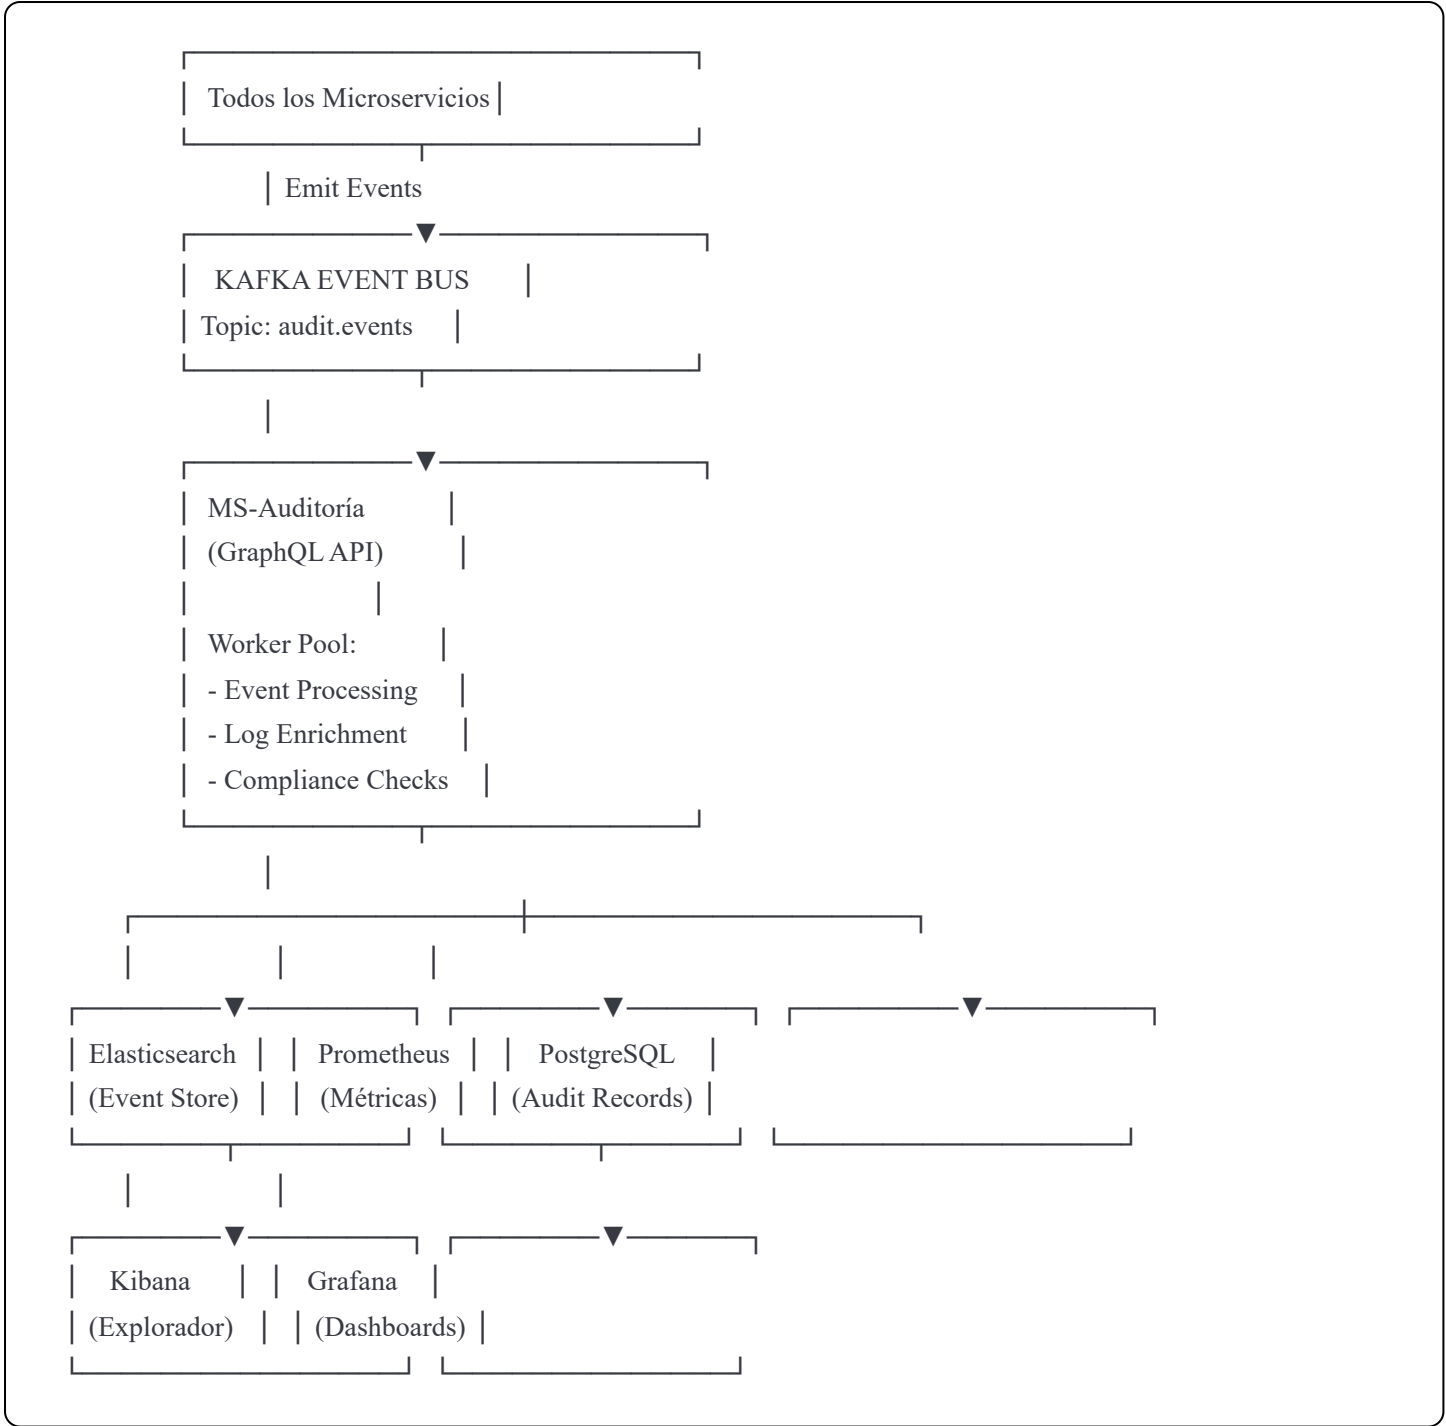 Todos los Microservicios
Emit Events
KAFKA EVENT BUS
Topic: audit.events
MS-Auditoría
(GraphQL API)
Worker Pool:
- Event Processing
- Log Enrichment
- Compliance Checks
Elasticsearch Prometheus PostgreSQL
(Event Store) (Métricas) (Audit Records)
Kibana Grafana
(Explorador) (Dashboards)